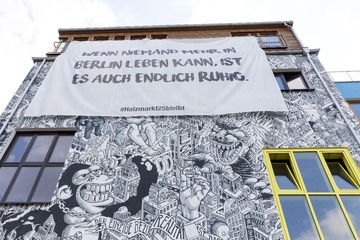 WENN NIEMAND MEHR IN
BERLIN LEBEN KANN, IST
ES AUCH ENDLICH RUHIG.
#Holzmarkt25bleibt